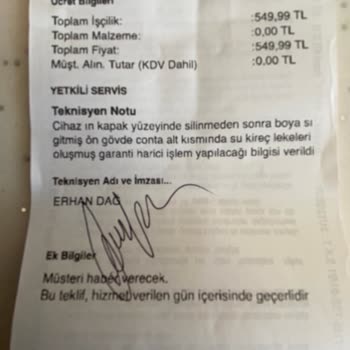 Ücret Bilgileri
Toplam İşçilik: :549,99 TL
Toplam Malzeme: :0,00 TL
Toplam Fiyat: :549,99 TL
Müşt. Alın. Tutar (KDV Dahil) :0,00 TL
YETKİLİ SERVİS
Teknisyen Notu
Cihaz ın kapak yüzeyinde silinmeden sonra boya sı
gitmiş ön gövde conta alt kısmında su kireç lekeleri
oluşmuş garanti harici işlem yapılacağı bilgisi verildi
Teknisyen Adı ve İmzası...
ERHAN DAĞ
Ek Bilgiler
Müşteri haber verecek.
Bu teklif, hizmet verilen gün içerisinde geçerlidir